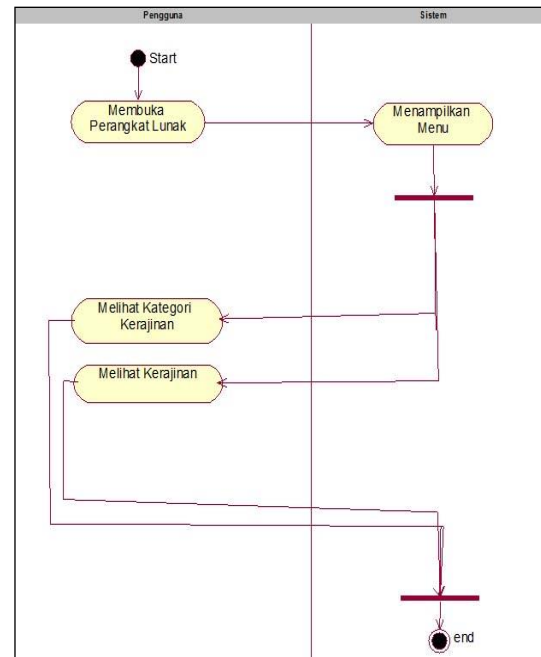 Pengguna
Sistem
Start
Membuka
Perangkat Lunak
Menampilkan
Menu
Melihat Kategori
Kerajinan
Melihat Kerajinan
end